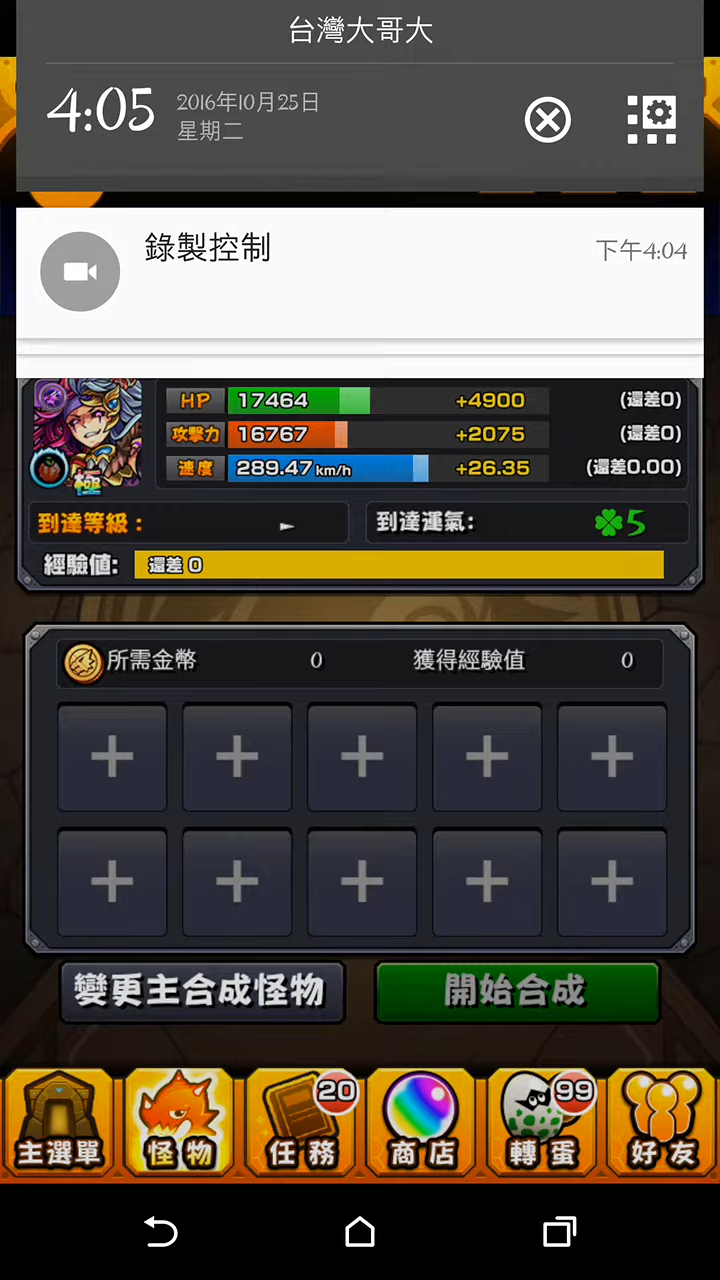 台灣大哥大
4:05
2016年10月25日
星期二
錄製控制
下午4:04
HP 17464 +4900 (還差0)
攻擊力 16767 +2075 (還差0)
速度 289.47km/h +26.35 (還差0.00)
極
到達等級： 到達運氣: 5
經驗值: 還差 0
所需金幣 0 獲得經驗值 0
變更主合成怪物 開始合成
20 99
主選單 怪物 任務 商店 轉蛋 好友